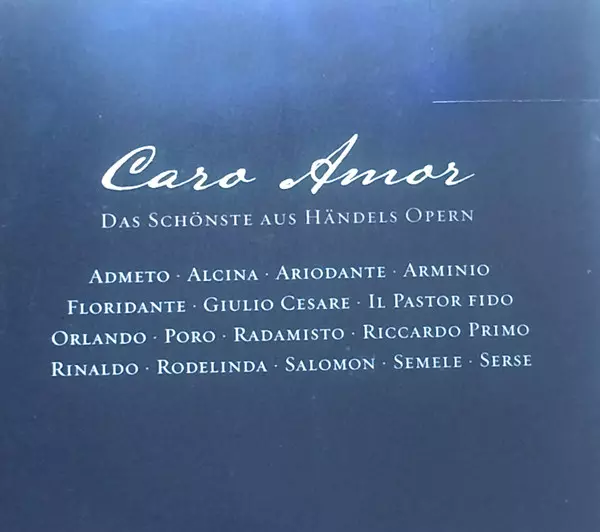 Caro Amor
Das Schönste aus Händels Opern
Admeto · Alcina · Ariodante · Arminio
Floridante · Giulio Cesare · Il Pastor fido
Orlando · Poro · Radamisto · Riccardo Primo
Rinaldo · Rodelinda · Salomon · Semele · Serse